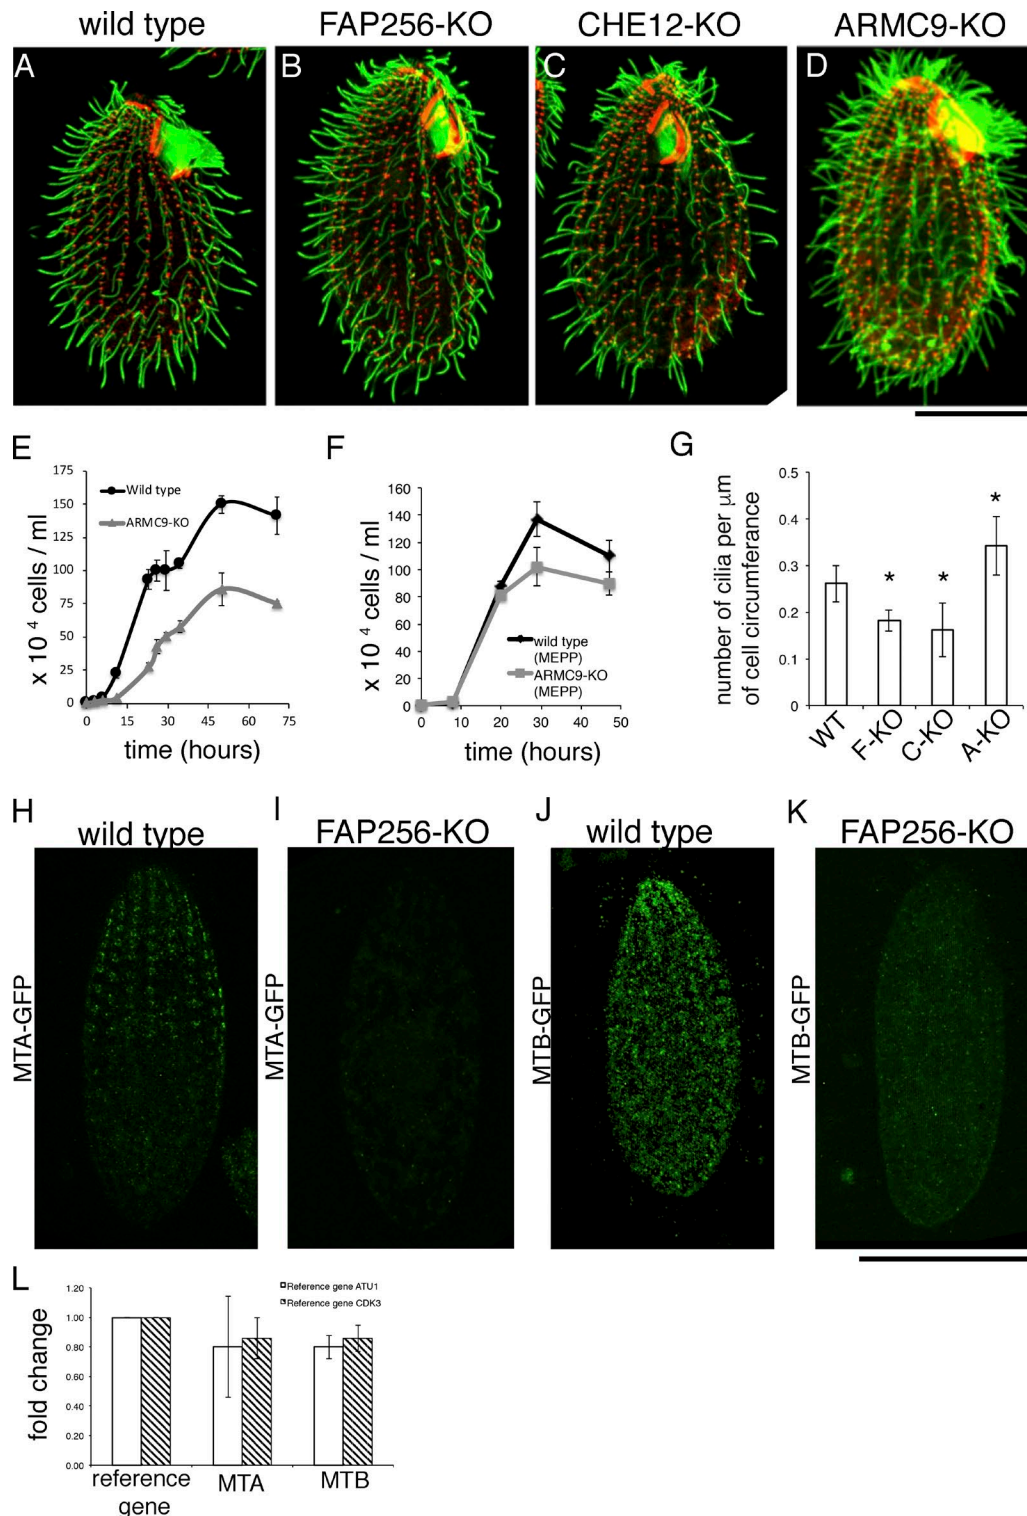 wild type
FAP256-KO
CHE12-KO
ARMC9-KO
A
B
C
D
E
175
150
125
100
75
50
25
0
0
15
30
45
60
75
x 10 4 cells / ml
time (hours)
Wild type
ARMC9-KO
F
160
140
120
100
80
60
40
20
0
0
10
20
30
40
50
x 10 4 cells / ml
time (hours)
wild type
(MEPP)
ARMC9-KO
(MEPP)
G
number of cilia per µm
of cell circumferance
0.5
0.4
0.3
0.2
0.1
0
*
*
*
WT
F-KO
C-KO
A-KO
H
wild type
MTA-GFP
I
FAP256-KO
MTA-GFP
J
wild type
MTB-GFP
K
FAP256-KO
MTB-GFP
L
fold change
1.20
1.00
0.80
0.60
0.40
0.20
0.00
Reference gene ATU1
Reference gene CDK3
reference
gene
MTA
MTB